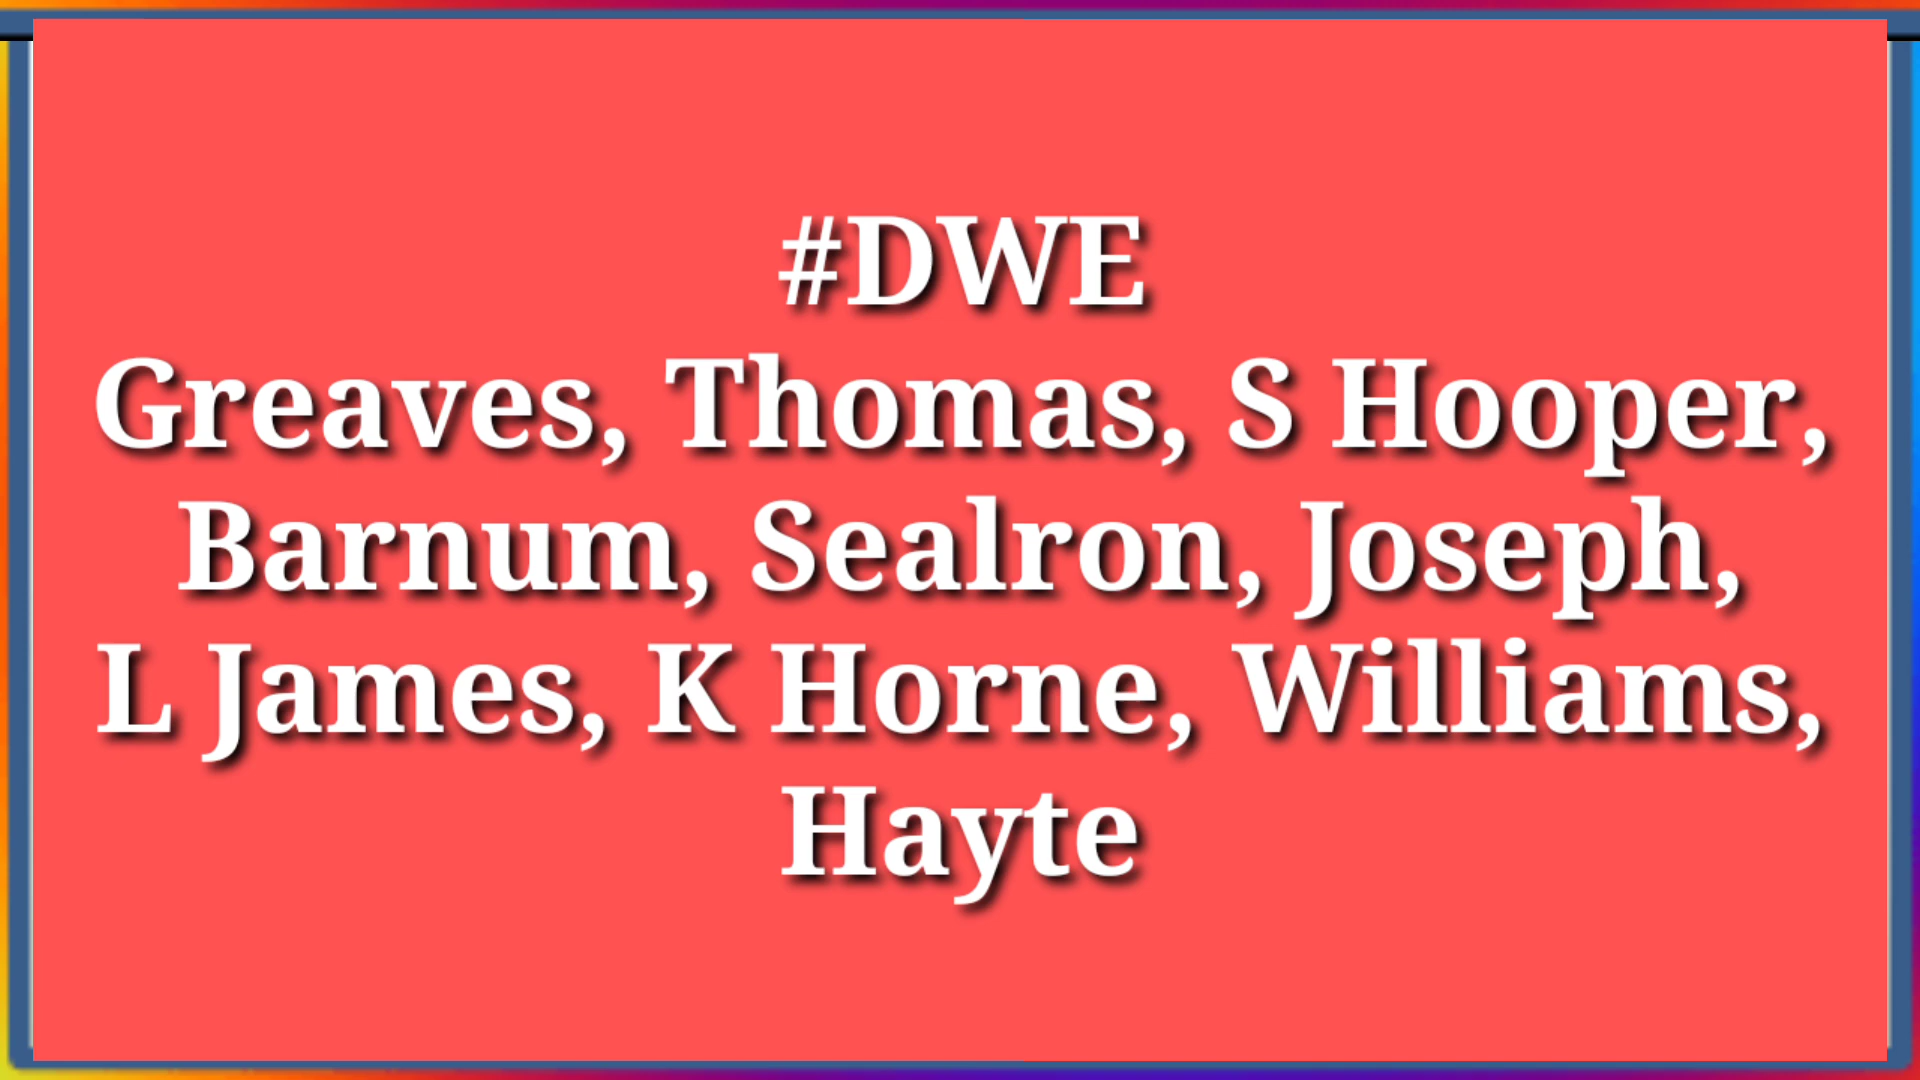 #DWE
Greaves, Thomas, S Hooper,
Barnum, Sealron, Joseph,
L James, K Horne, Williams,
Hayte